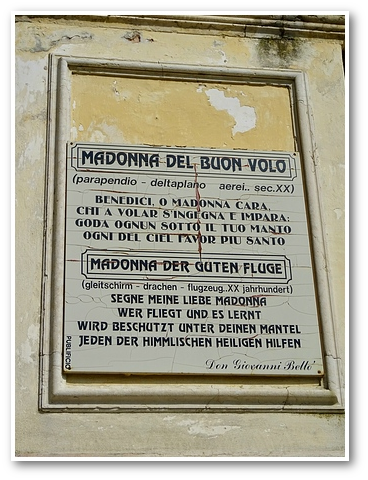 MADONNA DEL BUON VOLO
(parapendio - deltaplano aerei.. sec.XX)
BENEDICI, O MADONNA CARA,
CHI A VOLAR S'INGEGNA E IMPARA:
GODA OGNUN SOTTO IL TUO MANTO
OGNI DEL CIEL FAVOR PIU SANTO
MADONNA DER GUTEN FLUGE
(gleitschirm - drachen - flugzeug..XX jahrhundert)
SEGNE MEINE LIEBE MADONNA
WER FLIEGT UND ES LERNT
WIRD BESCHUTZT UNTER DEINEN MANTEL
JEDEN DER HIMMLISCHEN HEILIGEN HILFEN
Don Giovanni Bello'